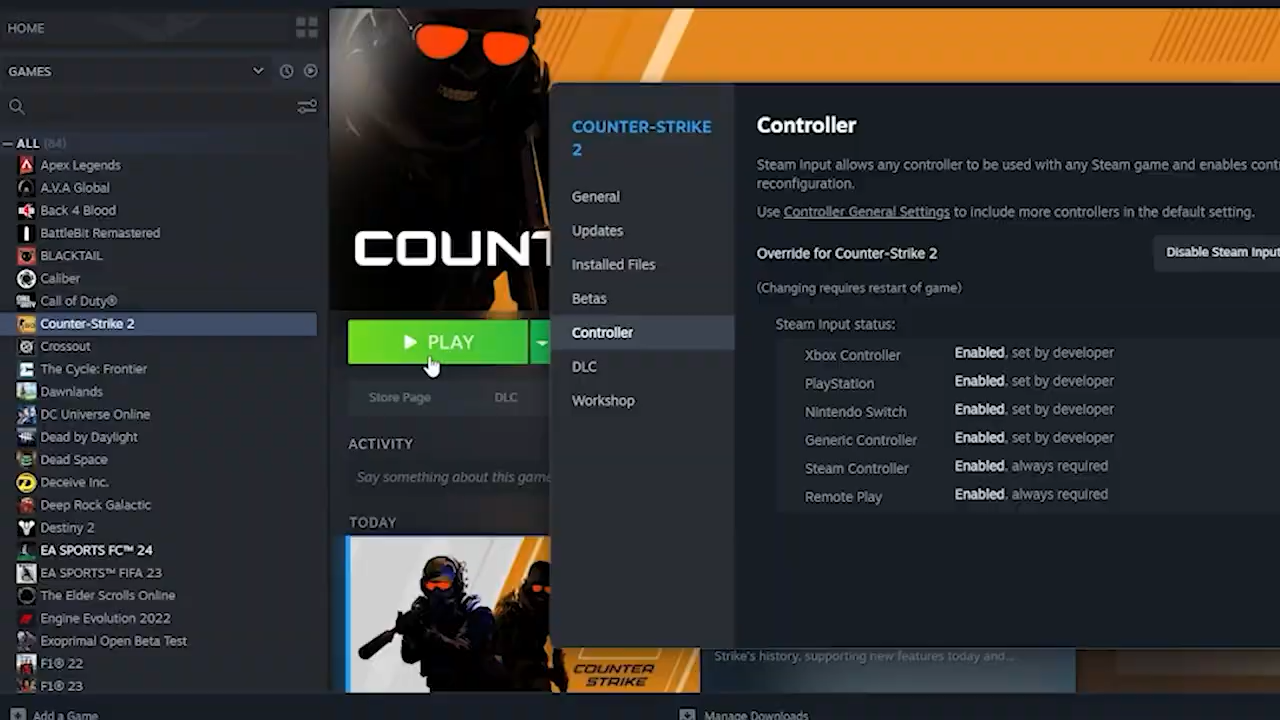 HOME
GAMES
ALL (84)
Apex Legends
A.V.A Global
Back 4 Blood
BattleBit Remastered
BLACKTAIL
Caliber
Call of Duty®
Counter-Strike 2
Crossout
The Cycle: Frontier
Dawnlands
DC Universe Online
Dead by Daylight
Dead Space
Deceive Inc.
Deep Rock Galactic
Destiny 2
EA SPORTS FC™ 24
EA SPORTS™ FIFA 23
The Elder Scrolls Online
Engine Evolution 2022
Exoprimal Open Beta Test
F1® 22
F1® 23
Add a Game
COUNT
PLAY
Store Page
DLC
ACTIVITY
Say something about this game
TODAY
COUNTER
STRIKE
Strike's history, supporting new features today and...
Manage Downloads
COUNTER-STRIKE
2
General
Updates
Installed Files
Betas
Controller
DLC
Workshop
Controller
Steam Input allows any controller to be used with any Steam game and enables cont
reconfiguration.
Use Controller General Settings to include more controllers in the default setting.
Override for Counter-Strike 2
Disable Steam Input
(Changing requires restart of game)
Steam Input status:
Xbox Controller Enabled, set by developer
PlayStation Enabled, set by developer
Nintendo Switch Enabled, set by developer
Generic Controller Enabled, set by developer
Steam Controller Enabled, always required
Remote Play Enabled, always required